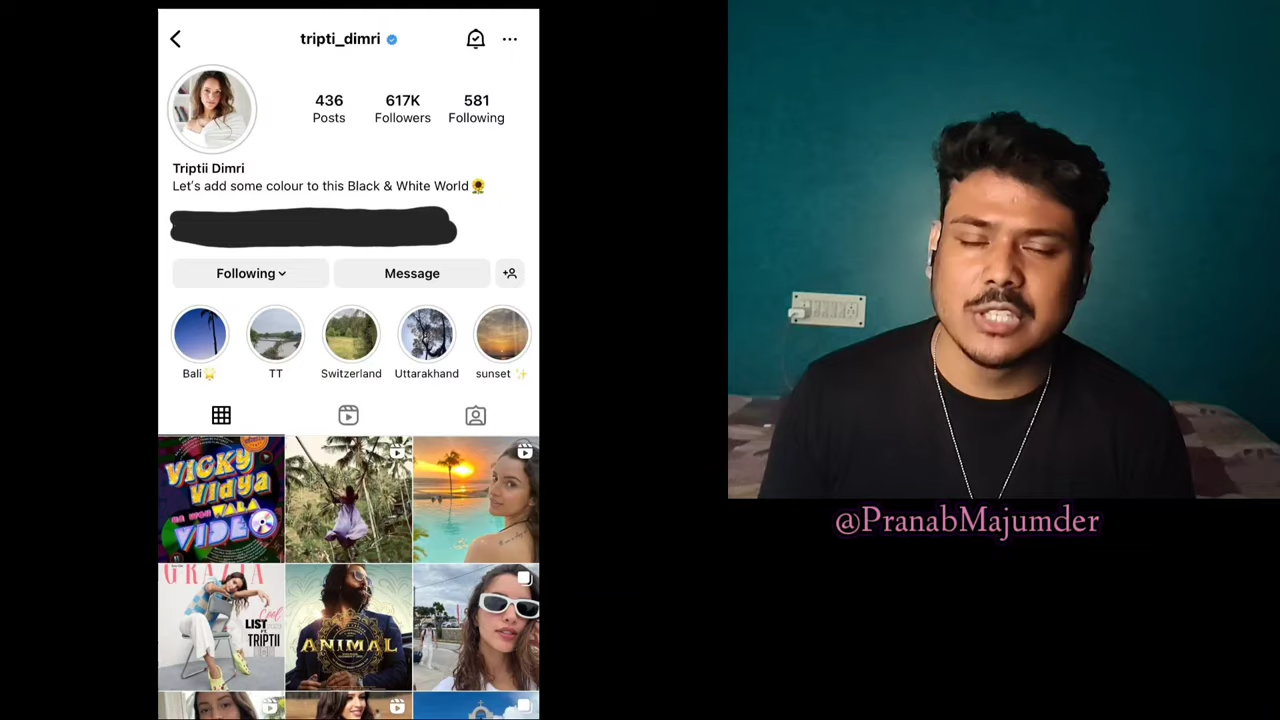 tripti_dimri
436
617K
581
Posts
Followers
Following
Triptii Dimri
Let's add some colour to this Black & White World🌻
Following
Message
Bali🌟
TT
Switzerland
Uttarakhand
sunset ✨
VICKY
Vidya
WALA
VIDEO
GRAZIA
Cool
LIST
TRIPTII
ANIMAL
@PranabMajumder